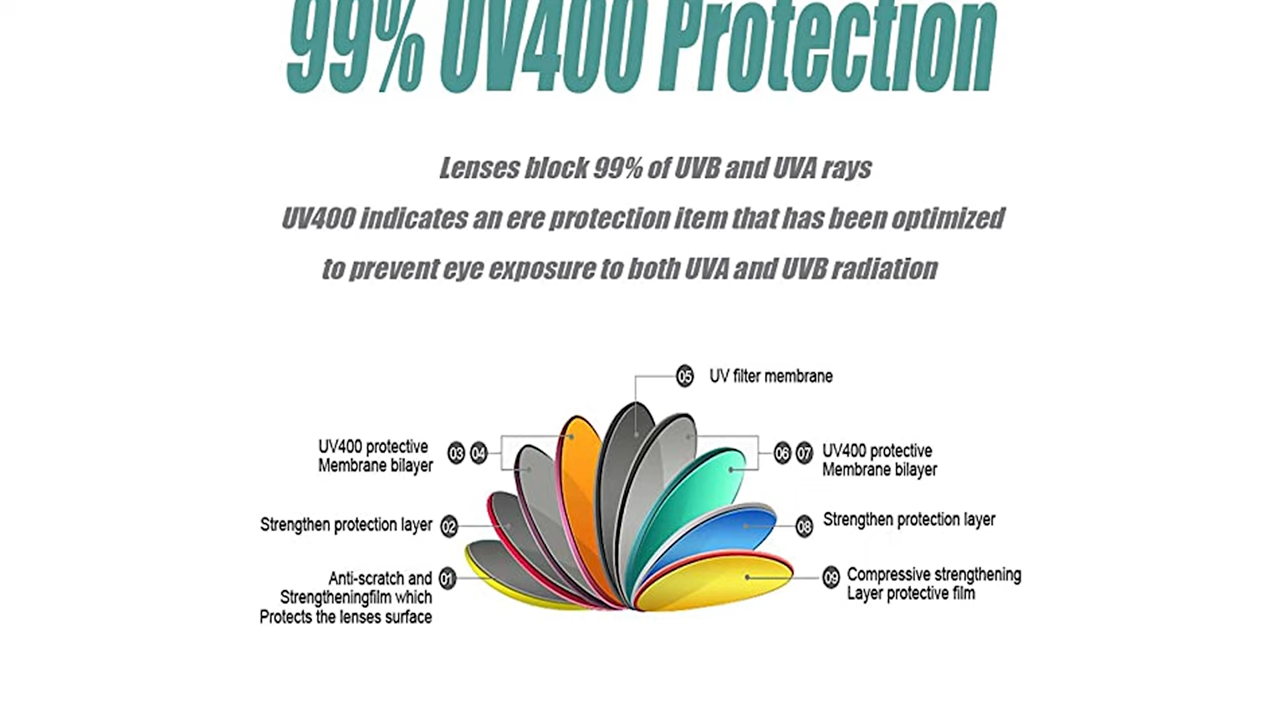 99% UV400 Protection
Lenses block 99% of UVB and UVA rays
UV400 indicates an ere protection item that has been optimized
to prevent eye exposure to both UVA and UVB radiation
05 UV filter membrane
UV400 protective 03 04
Membrane bilayer
06 07 UV400 protective
Membrane bilayer
Strengthen protection layer 02
08 Strengthen protection layer
Anti-scratch and 01
Strengtheningfilm which
Protects the lenses surface
09 Compressive strengthening
Layer protective film